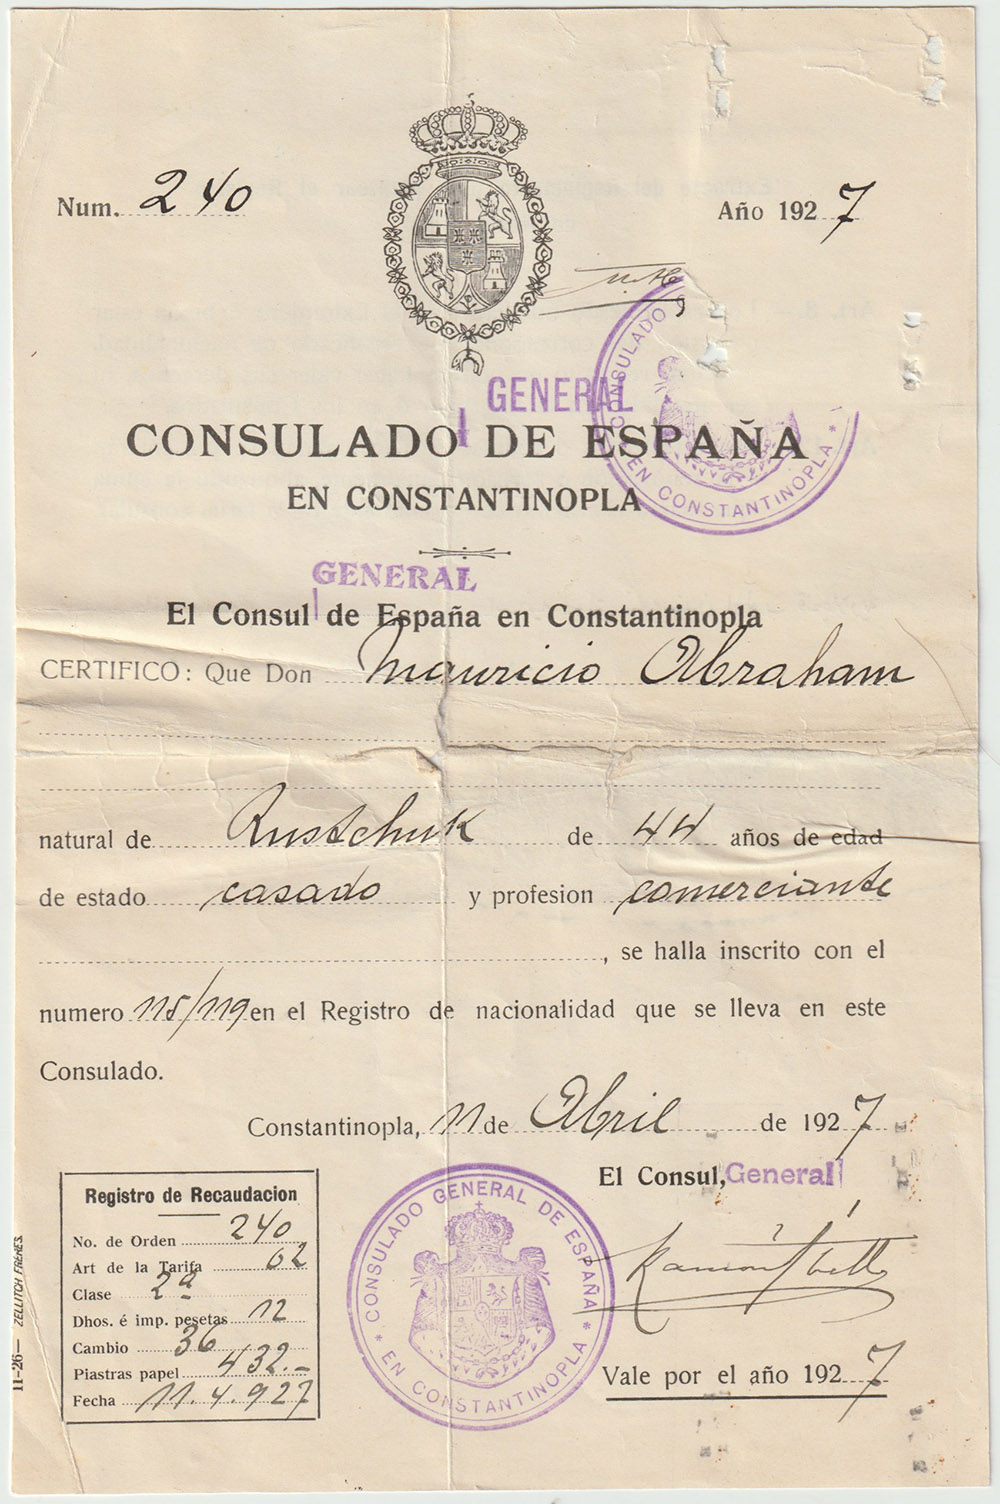 Num. 240
Año 1927
GENERAL
CONSULADO DE ESPAÑA
EN CONSTANTINOPLA
CONSULADO
EN CONSTANTINOPLA *
GENERAL
El Consul de España en Constantinopla
CERTIFICO: Que Don Mauricio Abraham
natural de Rustchuk de 44 años de edad
de estado casado y profesion comerciante
, se halla inscrito con el
numero 115/119 en el Registro de nacionalidad que se lleva en este
Consulado.
Constantinopla, 11 de Abril de 1927
El Consul, General
Registro de Recaudacion
No. de Orden 240
Art de la Tarifa 62
Clase 2ª
Dhos. é imp. pesetas 12
Cambio 36
Piastras papel 432.-
Fecha 11.4.927
* CONSULADO GENERAL DE ESPAÑA *
EN CONSTANTINOPLA
Vale por el año 1927
11-26— ZELLITCH FRÈRES.